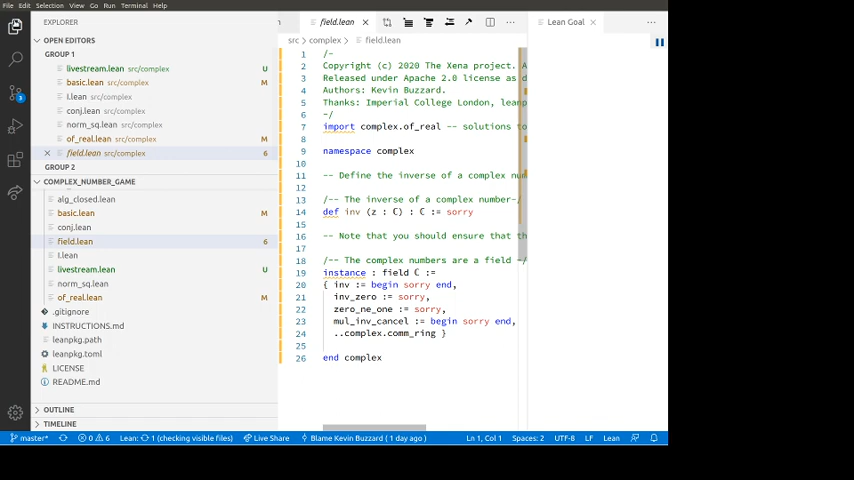 File Edit Selection View Go Run Terminal Help
EXPLORER
OPEN EDITORS
GROUP 1
livestream.lean src/complex U
basic.lean src/complex M
I.lean src/complex
conj.lean src/complex
norm_sq.lean src/complex
of_real.lean src/complex M
field.lean src/complex 6
GROUP 2
COMPLEX_NUMBER_GAME
alg_closed.lean
basic.lean M
conj.lean
field.lean 6
I.lean
livestream.lean U
norm_sq.lean
of_real.lean M
.gitignore
INSTRUCTIONS.md
leanpkg.path
leanpkg.toml
LICENSE
README.md
OUTLINE
TIMELINE
3
field.lean
src > complex > field.lean
1 /-
2 Copyright (c) 2020 The Xena project. A
3 Released under Apache 2.0 license as d
4 Authors: Kevin Buzzard.
5 Thanks: Imperial College London, leanp
6 -/
7 import complex.of_real -- solutions to
8
9 namespace complex
10
11 -- Define the inverse of a complex num
12
13 /-- The inverse of a complex number-/
14 def inv (z : ℂ) : ℂ := sorry
15
16 -- Note that you should ensure that th
17
18 /-- The complex numbers are a field -/
19 instance : field ℂ :=
20 { inv := begin sorry end,
21 inv_zero := sorry,
22 zero_ne_one := sorry,
23 mul_inv_cancel := begin sorry end,
24 ..complex.comm_ring }
25
26 end complex
Lean Goal
master* 0 6 Lean: 1 (checking visible files) Live Share Blame Kevin Buzzard ( 1 day ago ) Ln 1, Col 1 Spaces: 2 UTF-8 LF Lean